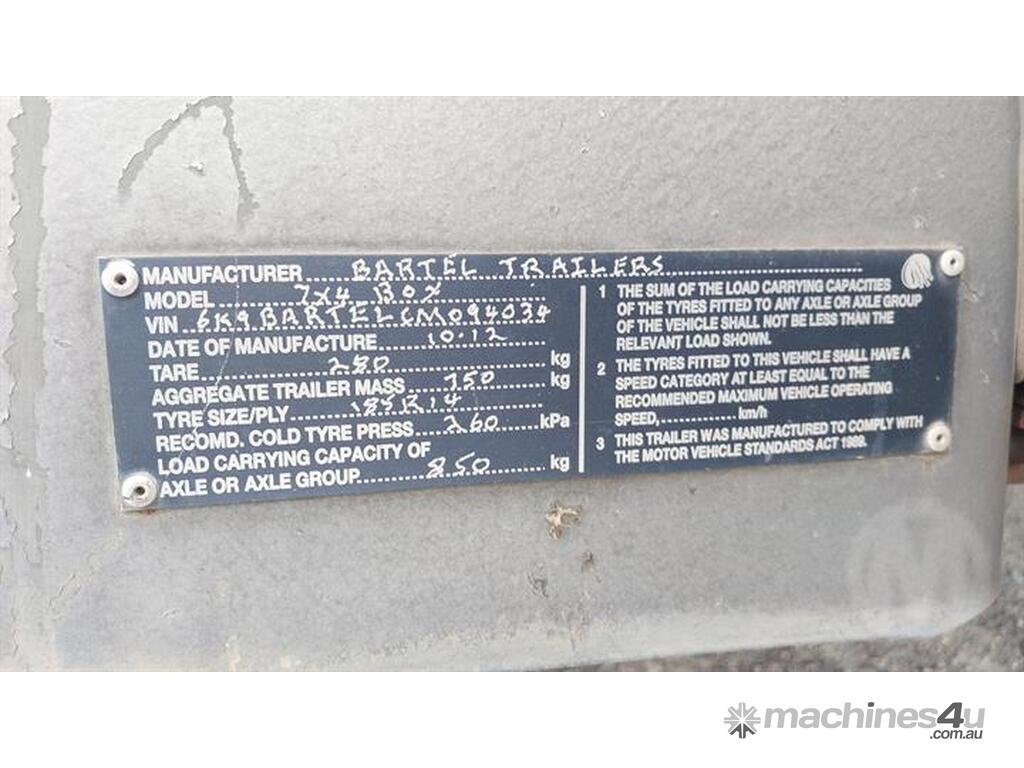 MANUFACTURER BARTEL TRAILERS
MODEL 7X4 BOX
VIN 6K9BARTELCM094034
DATE OF MANUFACTURE 10·12
TARE 280 kg
AGGREGATE TRAILER MASS 750 kg
TYRE SIZE/PLY 185R14
RECOMD. COLD TYRE PRESS 260 kPa
LOAD CARRYING CAPACITY OF
AXLE OR AXLE GROUP 850 kg
1 THE SUM OF THE LOAD CARRYING CAPACITIES
OF THE TYRES FITTED TO ANY AXLE OR AXLE GROUP
OF THE VEHICLE SHALL NOT BE LESS THAN THE
RELEVANT LOAD SHOWN.
2 THE TYRES FITTED TO THIS VEHICLE SHALL HAVE A
SPEED CATEGORY AT LEAST EQUAL TO THE
RECOMMENDED MAXIMUM VEHICLE OPERATING
SPEED, km/h
3 THIS TRAILER WAS MANUFACTURED TO COMPLY WITH
THE MOTOR VEHICLE STANDARDS ACT 1989.
machines4u
.com.au